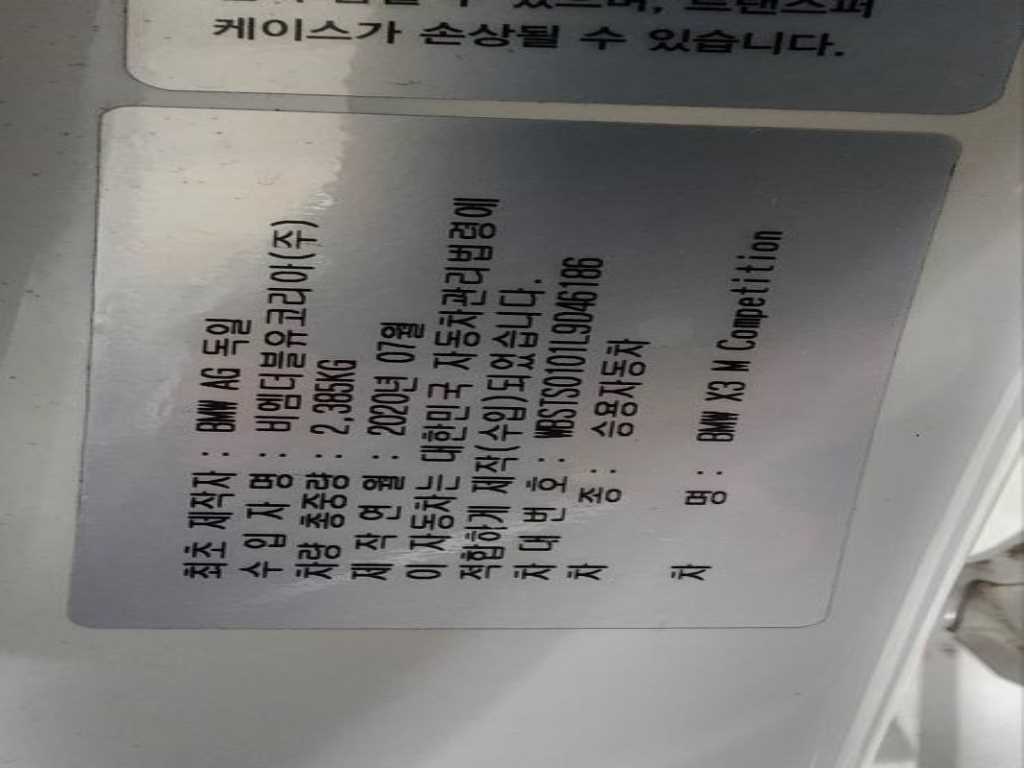 케이스가 손상될 수 있습니다.
최초 제작자 : BMW AG 독일
수 입 자 명 : 비엠더블유코리아(주)
차량 총중량 : 2,385KG
제 작 연 월 : 2020년 07월
이 자동차는 대한민국 자동차관리법령에
적합하게 제작(수입)되었습니다.
차 대 번 호 : WBSTS0101L9D46186
차 종 : 승용자동차
차 명 : BMW X3 M Competition